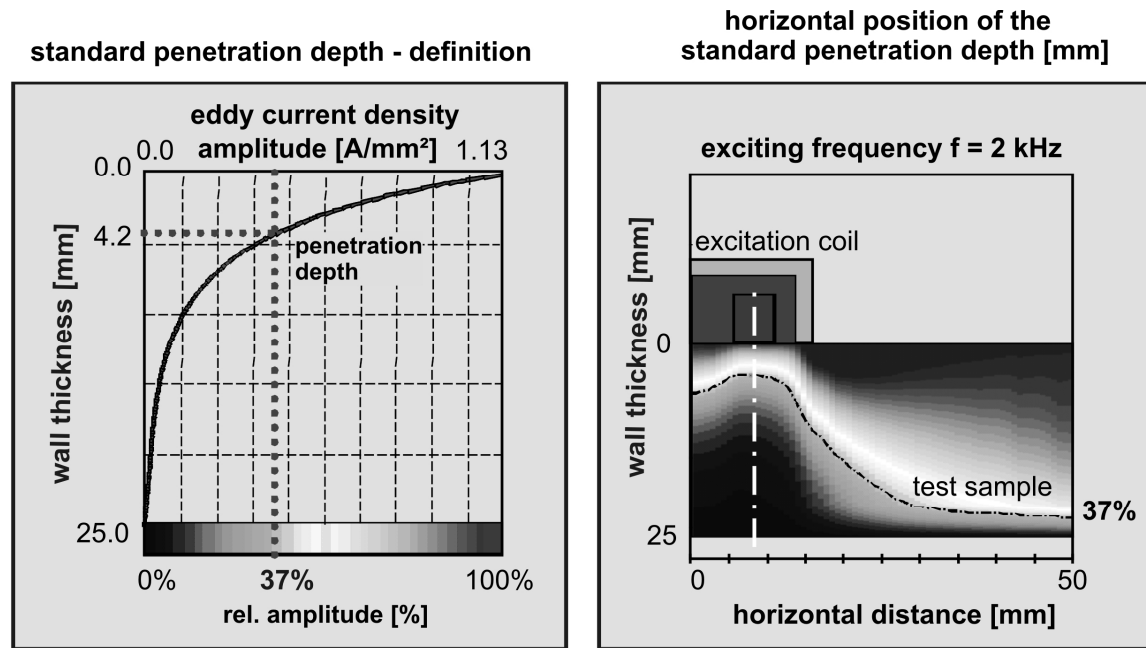 standard penetration depth - definition
eddy current density
amplitude [A/mm²]
0.0
1.13
0.0
4.2
25.0
wall thickness [mm]
penetration
depth
0%
37%
100%
rel. amplitude [%]
horizontal position of the
standard penetration depth [mm]
exciting frequency f = 2 kHz
excitation coil
wall thickness [mm]
0
25
test sample
37%
0
50
horizontal distance [mm]